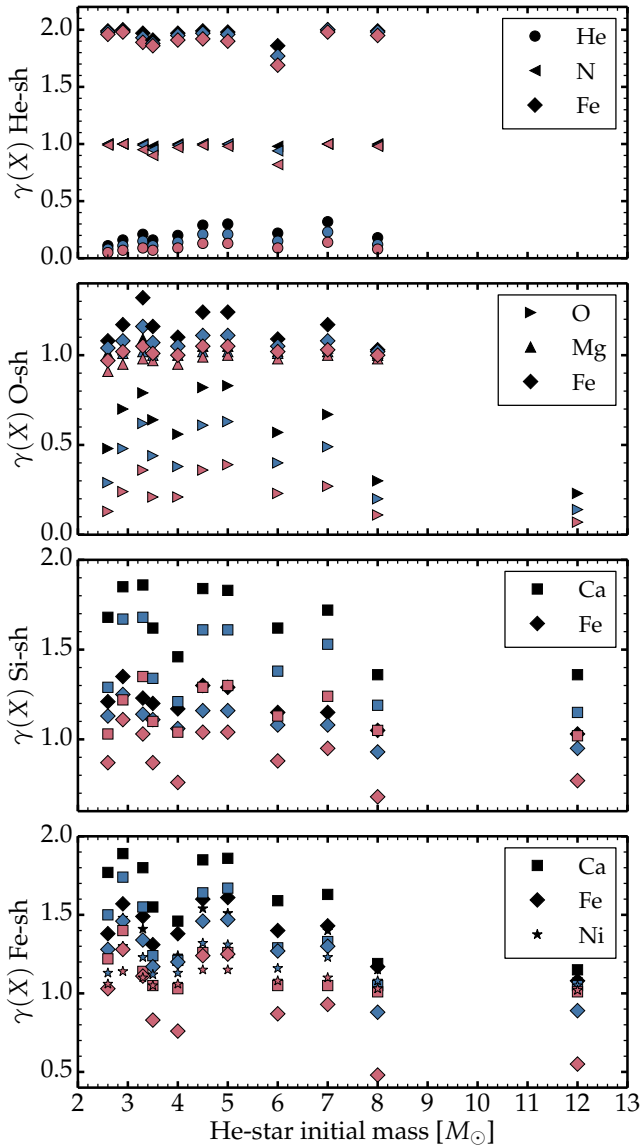 2.0
1.5
1.0
0.5
0.0
γ(X) He-sh
He
N
Fe
1.0
0.5
0.0
γ(X) O-sh
O
Mg
Fe
2.0
1.5
1.0
γ(X) Si-sh
Ca
Fe
2.0
1.5
1.0
0.5
γ(X) Fe-sh
Ca
Fe
Ni
2 3 4 5 6 7 8 9 10 11 12 13
He-star initial mass [M⊙]